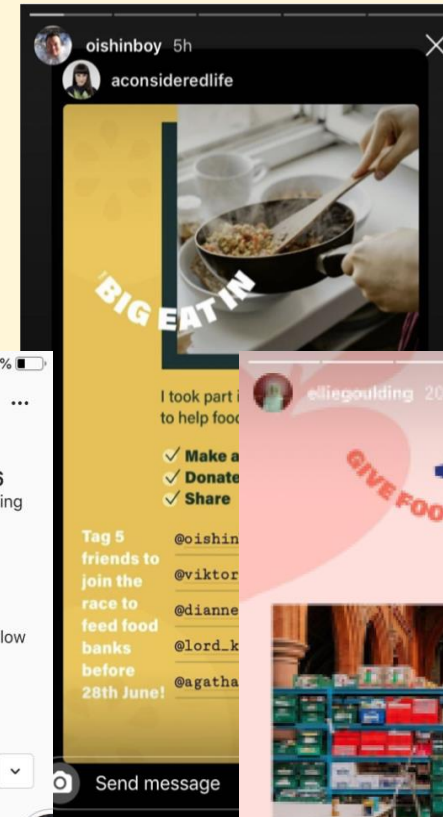 oishinboy 5h
aconsideredlife
'BIG EAT IN
I took part
to help food
Make a
Donate
Share
Tag 5
friends to
join the
race to
feed food
banks
before
28th June!
@oishin
@viktor
@dianne
@lord_k
@agatha
Send message
%
...
6
ing
low
elliegoulding 20
GIVE FOO